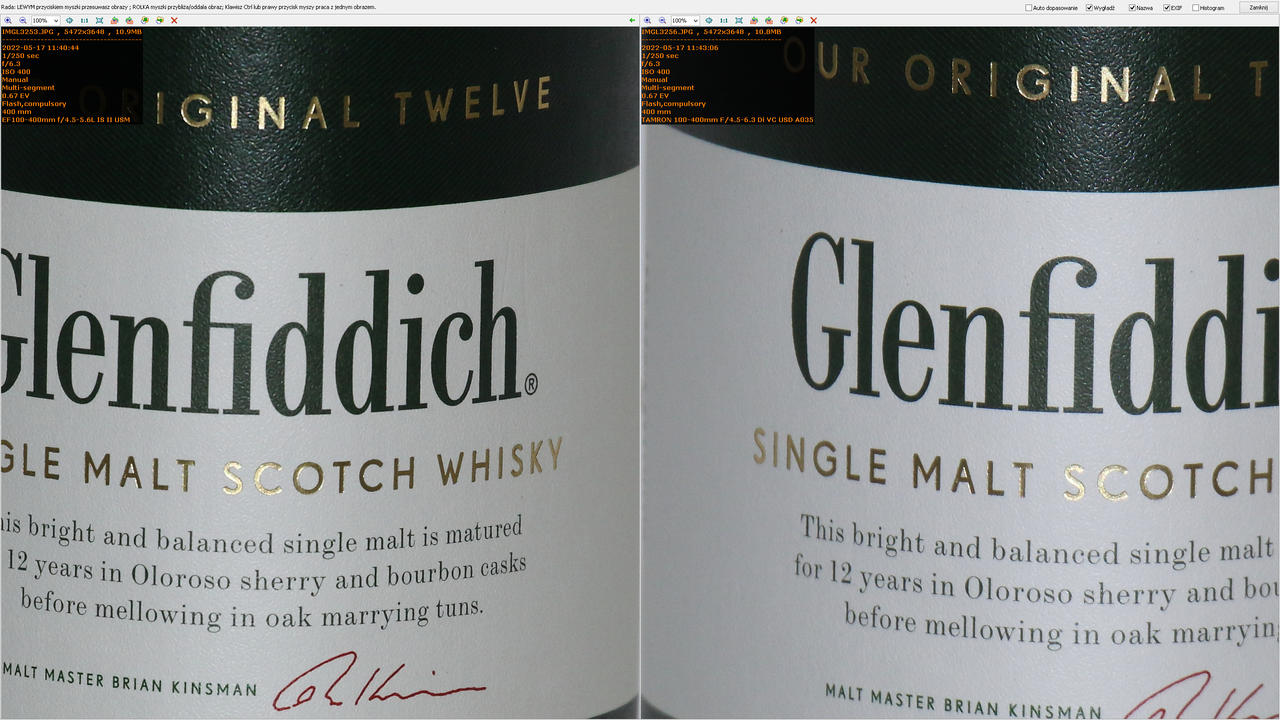 Rada: LEWYM przyciskiem myszki przesuwasz obrazy ; ROLKA myszki przybliża/oddala obraz; Klawisz Ctrl lub prawy przycisk myszy praca z jednym obrazem.
Auto dopasowanie Wygładź Nazwa EXIF Histogram Zamknij
100% 1:1
100% 1:1
IMGL3253.JPG , 5472x3648 , 10.9MB
2022-05-17 11:40:44
1/250 sec
f/6.3
ISO 400
Manual
Multi-segment
0.67 EV
Flash,compulsory
400 mm
EF100-400mm f/4.5-5.6L IS II USM
ORIGINAL TWELVE
Glenfiddich®
GLE MALT SCOTCH WHISKY
his bright and balanced single malt is matured
12 years in Oloroso sherry and bourbon casks
before mellowing in oak marrying tuns.
MALT MASTER BRIAN KINSMAN
IMGL3256.JPG , 5472x3648 , 10.8MB
2022-05-17 11:43:06
1/250 sec
f/6.3
ISO 400
Manual
Multi-segment
0.67 EV
Flash,compulsory
400 mm
TAMRON 100-400mm F/4.5-6.3 Di VC USD A035
OUR ORIGINAL T
Glenfiddi
SINGLE MALT SCOTCH
This bright and balanced single malt
for 12 years in Oloroso sherry and bou
before mellowing in oak marrying
MALT MASTER BRIAN KINSMAN